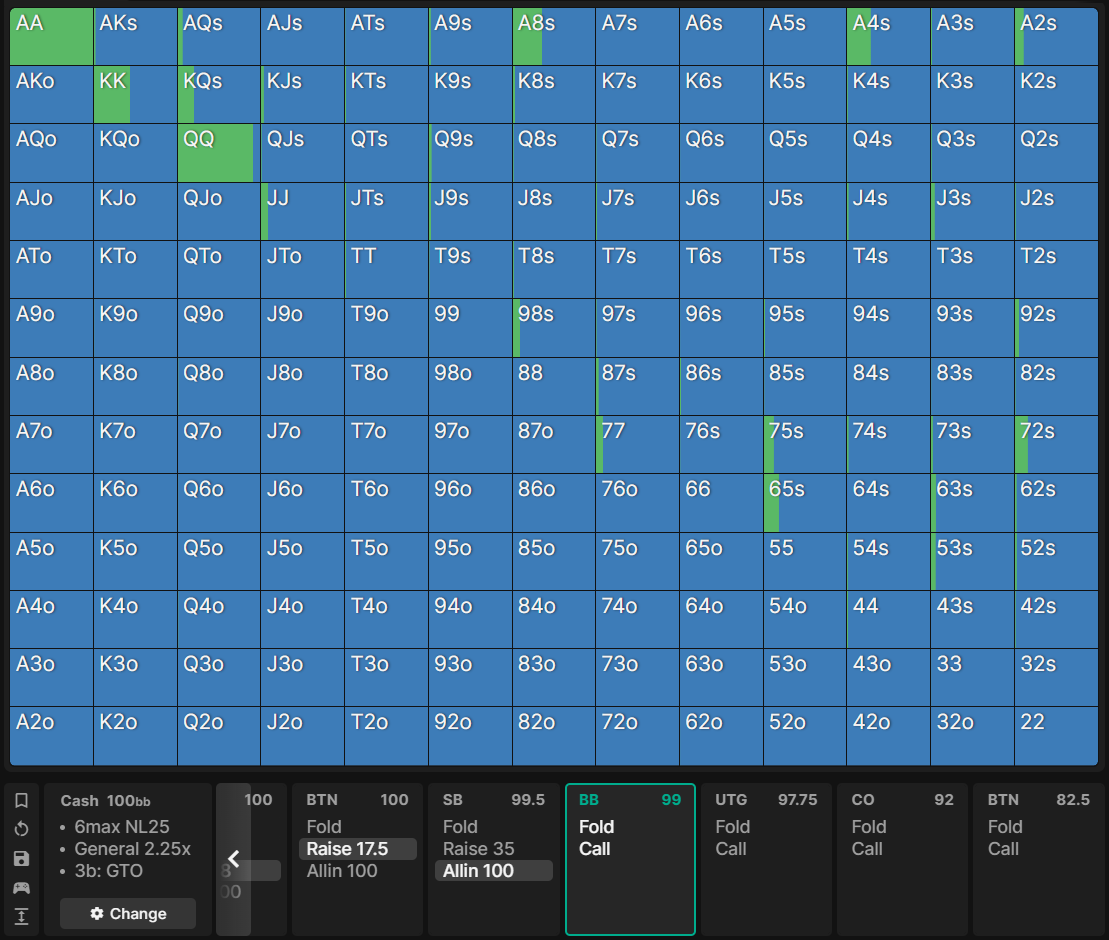 AA AKs AQs AJs ATs A9s A8s A7s A6s A5s A4s A3s A2s
AKo KK KQs KJs KTs K9s K8s K7s K6s K5s K4s K3s K2s
AQo KQo QQ QJs QTs Q9s Q8s Q7s Q6s Q5s Q4s Q3s Q2s
AJo KJo QJo JJ JTs J9s J8s J7s J6s J5s J4s J3s J2s
ATo KTo QTo JTo TT T9s T8s T7s T6s T5s T4s T3s T2s
A9o K9o Q9o J9o T9o 99 98s 97s 96s 95s 94s 93s 92s
A8o K8o Q8o J8o T8o 98o 88 87s 86s 85s 84s 83s 82s
A7o K7o Q7o J7o T7o 97o 87o 77 76s 75s 74s 73s 72s
A6o K6o Q6o J6o T6o 96o 86o 76o 66 65s 64s 63s 62s
A5o K5o Q5o J5o T5o 95o 85o 75o 65o 55 54s 53s 52s
A4o K4o Q4o J4o T4o 94o 84o 74o 64o 54o 44 43s 42s
A3o K3o Q3o J3o T3o 93o 83o 73o 63o 53o 43o 33 32s
A2o K2o Q2o J2o T2o 92o 82o 72o 62o 52o 42o 32o 22
Cash 100bb
• 6max NL25
• General 2.25x
• 3b: GTO
Change
100
8
00
BTN 100
Fold
Raise 17.5
Allin 100
SB 99.5
Fold
Raise 35
Allin 100
BB 99
Fold
Call
UTG 97.75
Fold
Call
CO 92
Fold
Call
BTN 82.5
Fold
Call